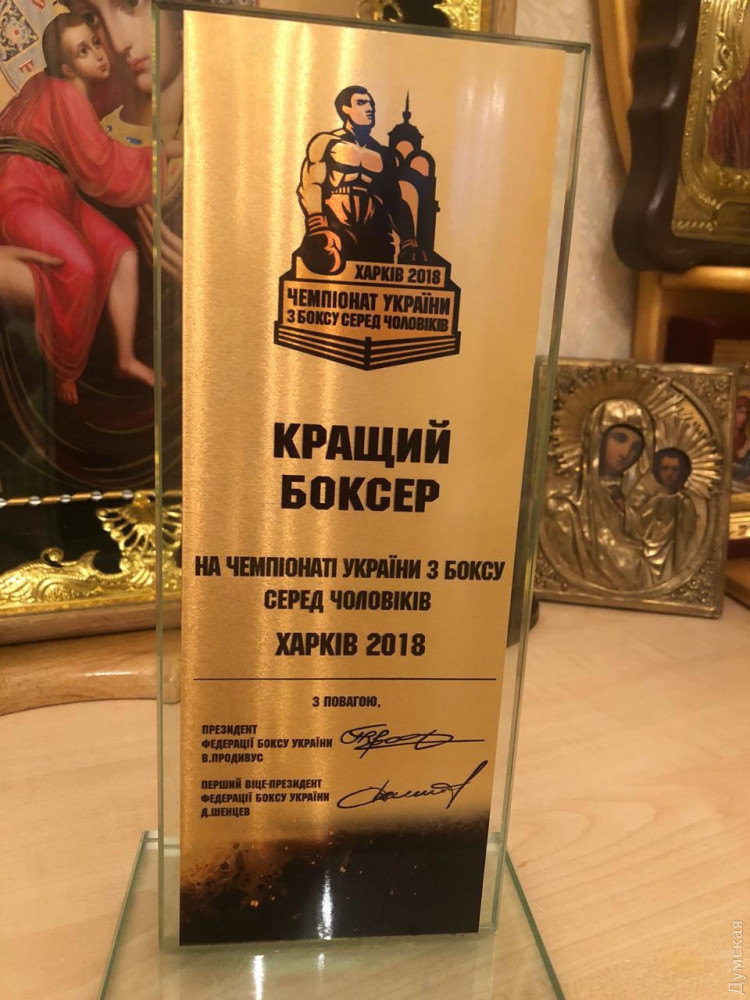 ХАРКІВ 2018
ЧЕМПІОНАТ УКРАЇНИ
З БОКСУ СЕРЕД ЧОЛОВІКІВ
КРАЩИЙ
БОКСЕР
НА ЧЕМПІОНАТІ УКРАЇНИ З БОКСУ
СЕРЕД ЧОЛОВІКІВ
ХАРКІВ 2018
З ПОВАГОЮ,
ПРЕЗИДЕНТ
ФЕДЕРАЦІЇ БОКСУ УКРАЇНИ
В.ПРОДИВУС
ПЕРШИЙ ВІЦЕ-ПРЕЗИДЕНТ
ФЕДЕРАЦІЇ БОКСУ УКРАЇНИ
Д.ШЕНЦЕВ
Думская